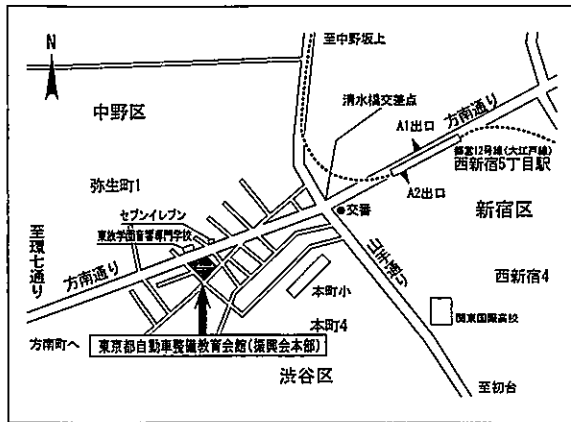 N
至中野坂上
清水橋交差点
方南通り
中野区
A1出口
都営12号線(大江戸線)
西新宿5丁目駅
A2出口
弥生町1
セブンイレブン
交番
新宿区
東放学園音響専門学校
至環七通り
方南通り
山手通り
西新宿4
本町小
関東国際高校
本町4
方南町へ
東京都自動車整備教育会館(振興会本部)
渋谷区
至初台